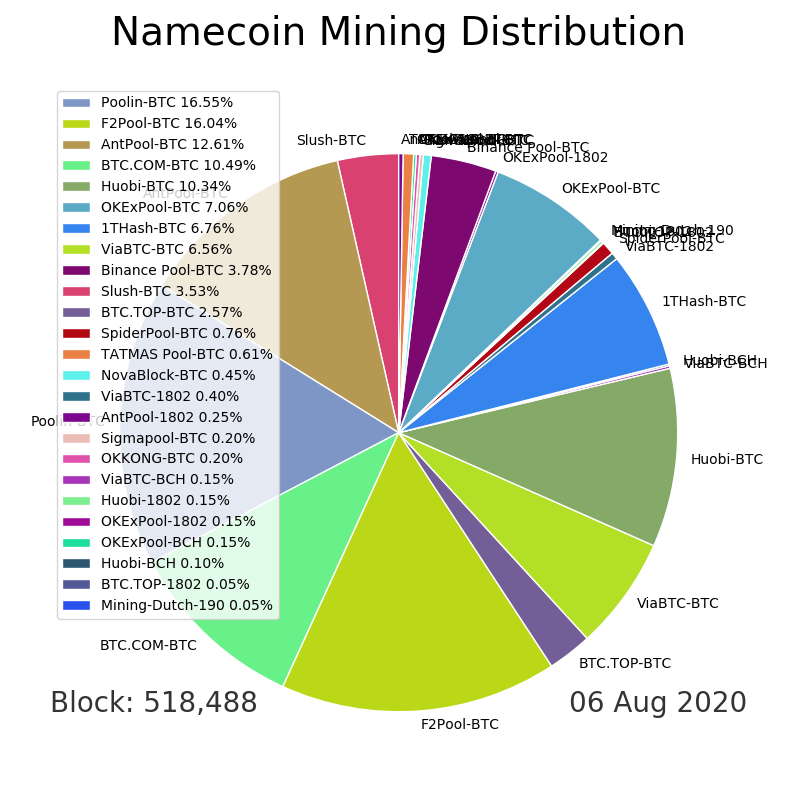 Namecoin Mining Distribution
Poolin-BTC 16.55%
F2Pool-BTC 16.04%
AntPool-BTC 12.61%
BTC.COM-BTC 10.49%
Huobi-BTC 10.34%
OKExPool-BTC 7.06%
1THash-BTC 6.76%
ViaBTC-BTC 6.56%
Binance Pool-BTC 3.78%
Slush-BTC 3.53%
BTC.TOP-BTC 2.57%
SpiderPool-BTC 0.76%
TATMAS Pool-BTC 0.61%
NovaBlock-BTC 0.45%
ViaBTC-1802 0.40%
AntPool-1802 0.25%
Sigmapool-BTC 0.20%
OKKONG-BTC 0.20%
ViaBTC-BCH 0.15%
Huobi-1802 0.15%
OKExPool-1802 0.15%
OKExPool-BCH 0.15%
Huobi-BCH 0.10%
BTC.TOP-1802 0.05%
Mining-Dutch-190 0.05%
Slush-BTC
Binance Pool-BTC
OKExPool-1802
OKExPool-BTC
Mining-Dutch-190
SpiderPool-BTC
ViaBTC-1802
1THash-BTC
Huobi-BCH
ViaBTC-BCH
Huobi-BTC
ViaBTC-BTC
BTC.TOP-BTC
F2Pool-BTC
BTC.COM-BTC
Poolin-BTC
AntPool-BTC
Block: 518,488
06 Aug 2020